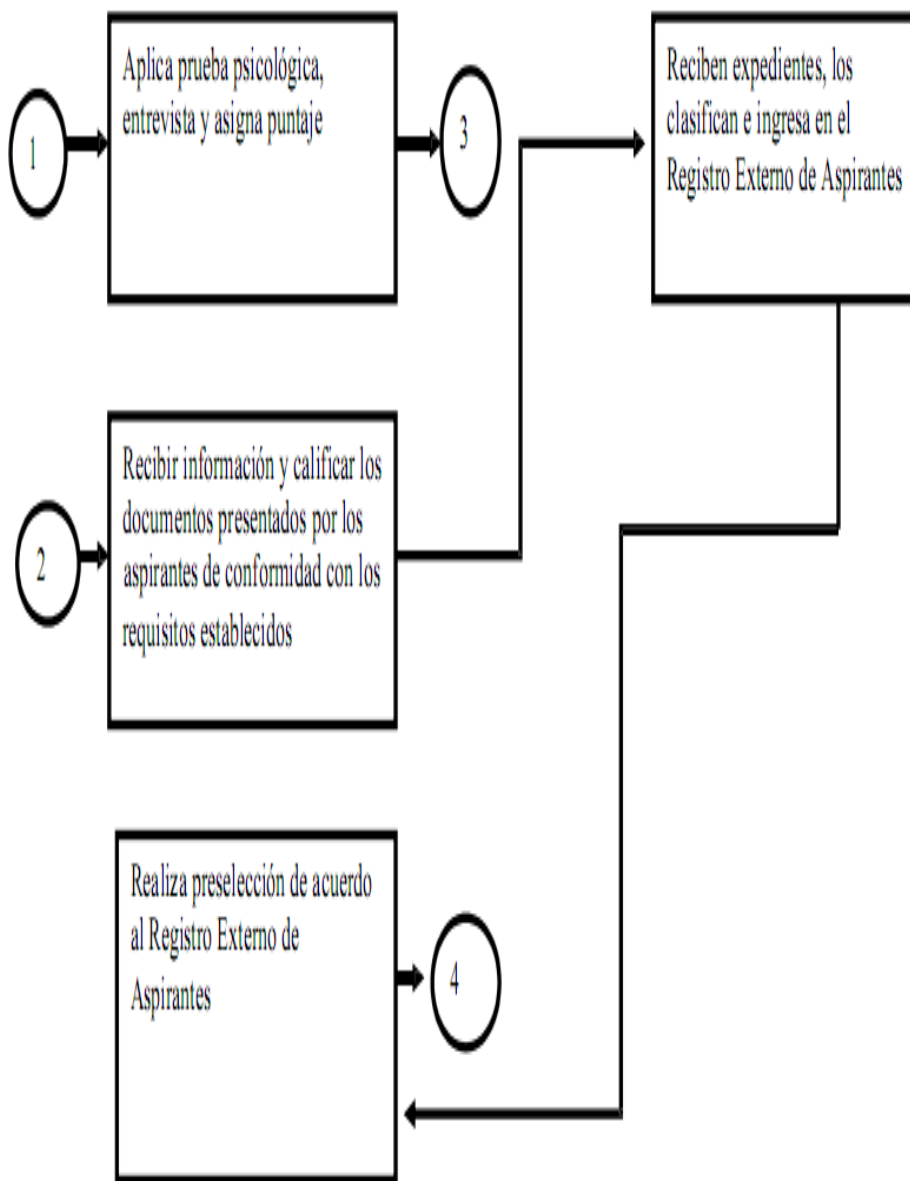 1
Aplica prueba psicológica,
entrevista y asigna puntaje
3
Reciben expedientes, los
clasifican e ingresa en el
Registro Externo de Aspirantes
2
Recibir información y calificar los
documentos presentados por los
aspirantes de conformidad con los
requisitos establecidos
Realiza preselección de acuerdo
al Registro Externo de
Aspirantes
4